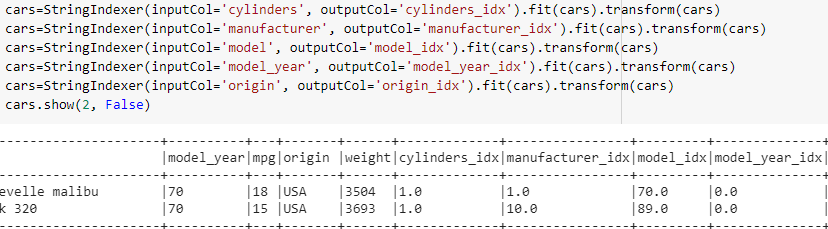 cars=StringIndexer(inputCol='cylinders', outputCol='cylinders_idx').fit(cars).transform(cars)
cars=StringIndexer(inputCol='manufacturer', outputCol='manufacturer_idx').fit(cars).transform(cars)
cars=StringIndexer(inputCol='model', outputCol='model_idx').fit(cars).transform(cars)
cars=StringIndexer(inputCol='model_year', outputCol='model_year_idx').fit(cars).transform(cars)
cars=StringIndexer(inputCol='origin', outputCol='origin_idx').fit(cars).transform(cars)
cars.show(2, False)
|model_year|mpg|origin |weight|cylinders_idx|manufacturer_idx|model_idx|model_year_idx|
evelle malibu |70 |18 |USA |3504 |1.0 |1.0 |70.0 |0.0 |
k 320 |70 |15 |USA |3693 |1.0 |10.0 |89.0 |0.0 |